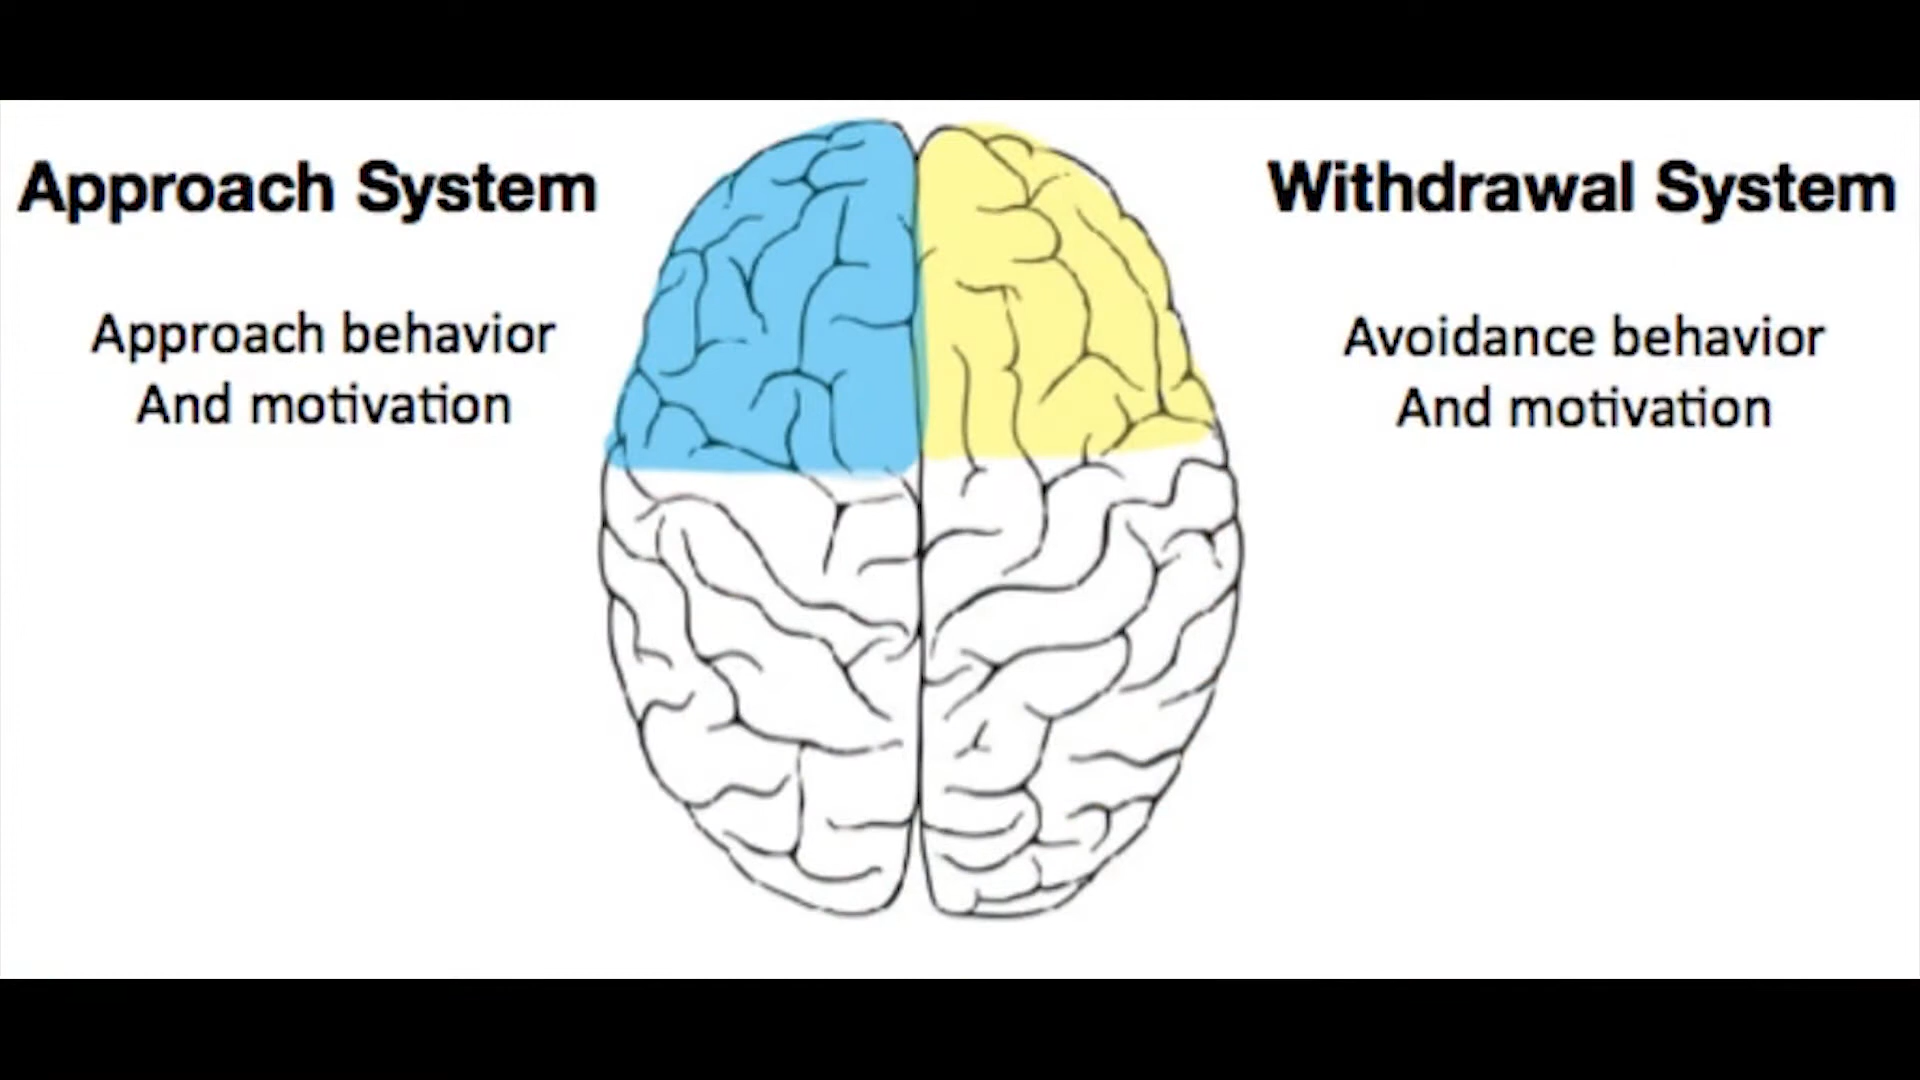 Approach System
Approach behavior
And motivation
Withdrawal System
Avoidance behavior
And motivation